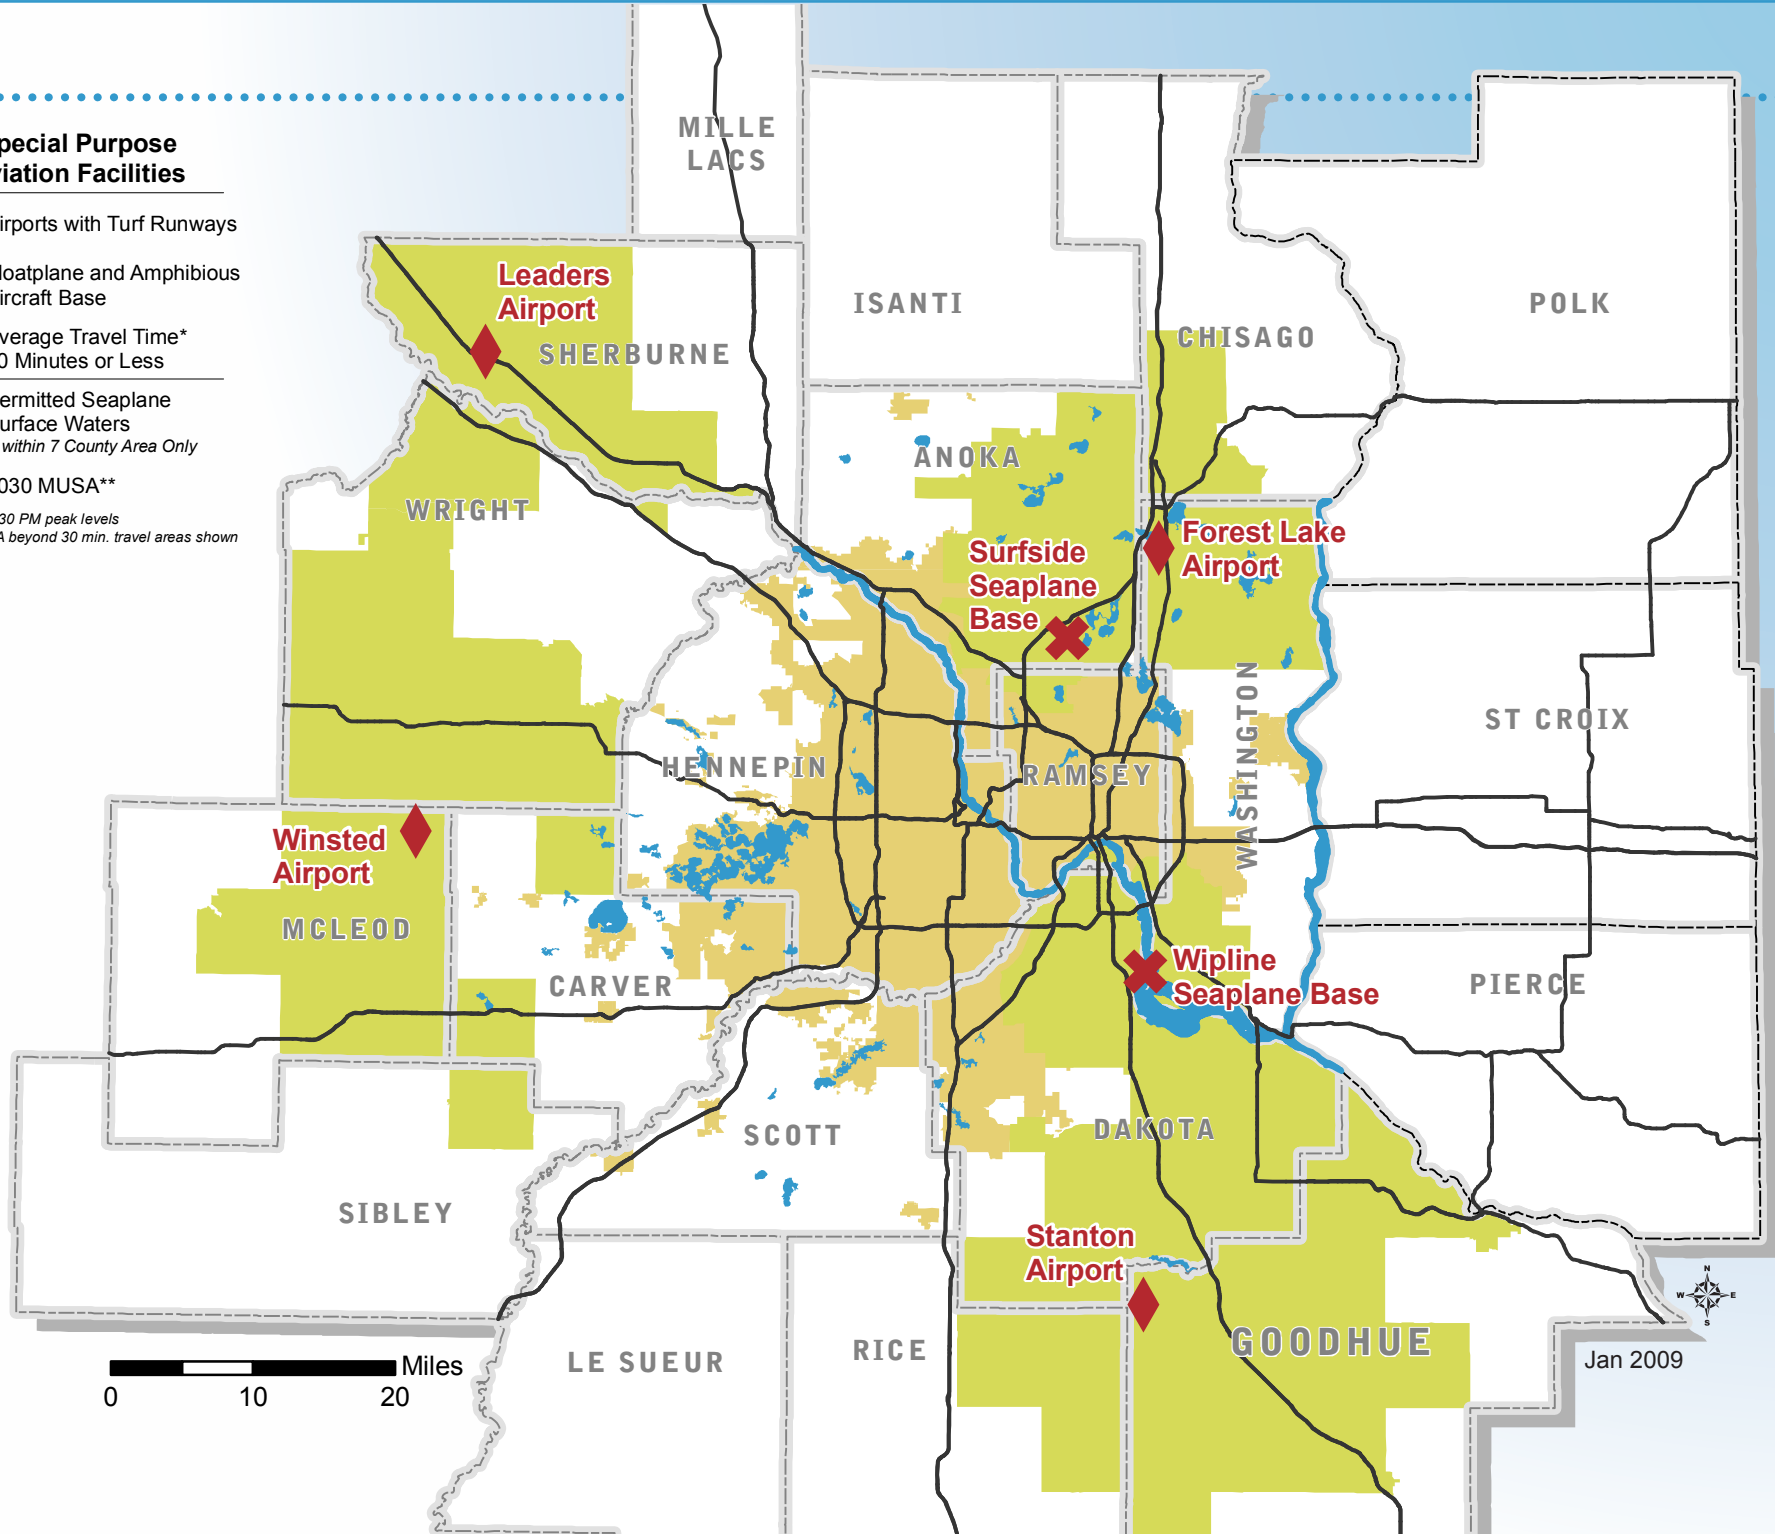 pecial Purpose
viation Facilities
irports with Turf Runways
loatplane and Amphibious
ircraft Base
verage Travel Time*
0 Minutes or Less
ermitted Seaplane
urface Waters
within 7 County Area Only
030 MUSA**
30 PM peak levels
A beyond 30 min. travel areas shown
MILLE
LACS
Leaders
Airport
SHERBURNE
ISANTI
CHISAGO
POLK
WRIGHT
ANOKA
Surfside
Seaplane
Base
Forest Lake
Airport
HENNEPIN
RAMSEY
WASHINGTON
ST CROIX
Winsted
Airport
MCLEOD
CARVER
Wipline
Seaplane Base
PIERCE
SCOTT
DAKOTA
SIBLEY
Stanton
Airport
LE SUEUR
RICE
GOODHUE
N
W E
S
Jan 2009
Miles
0 10 20